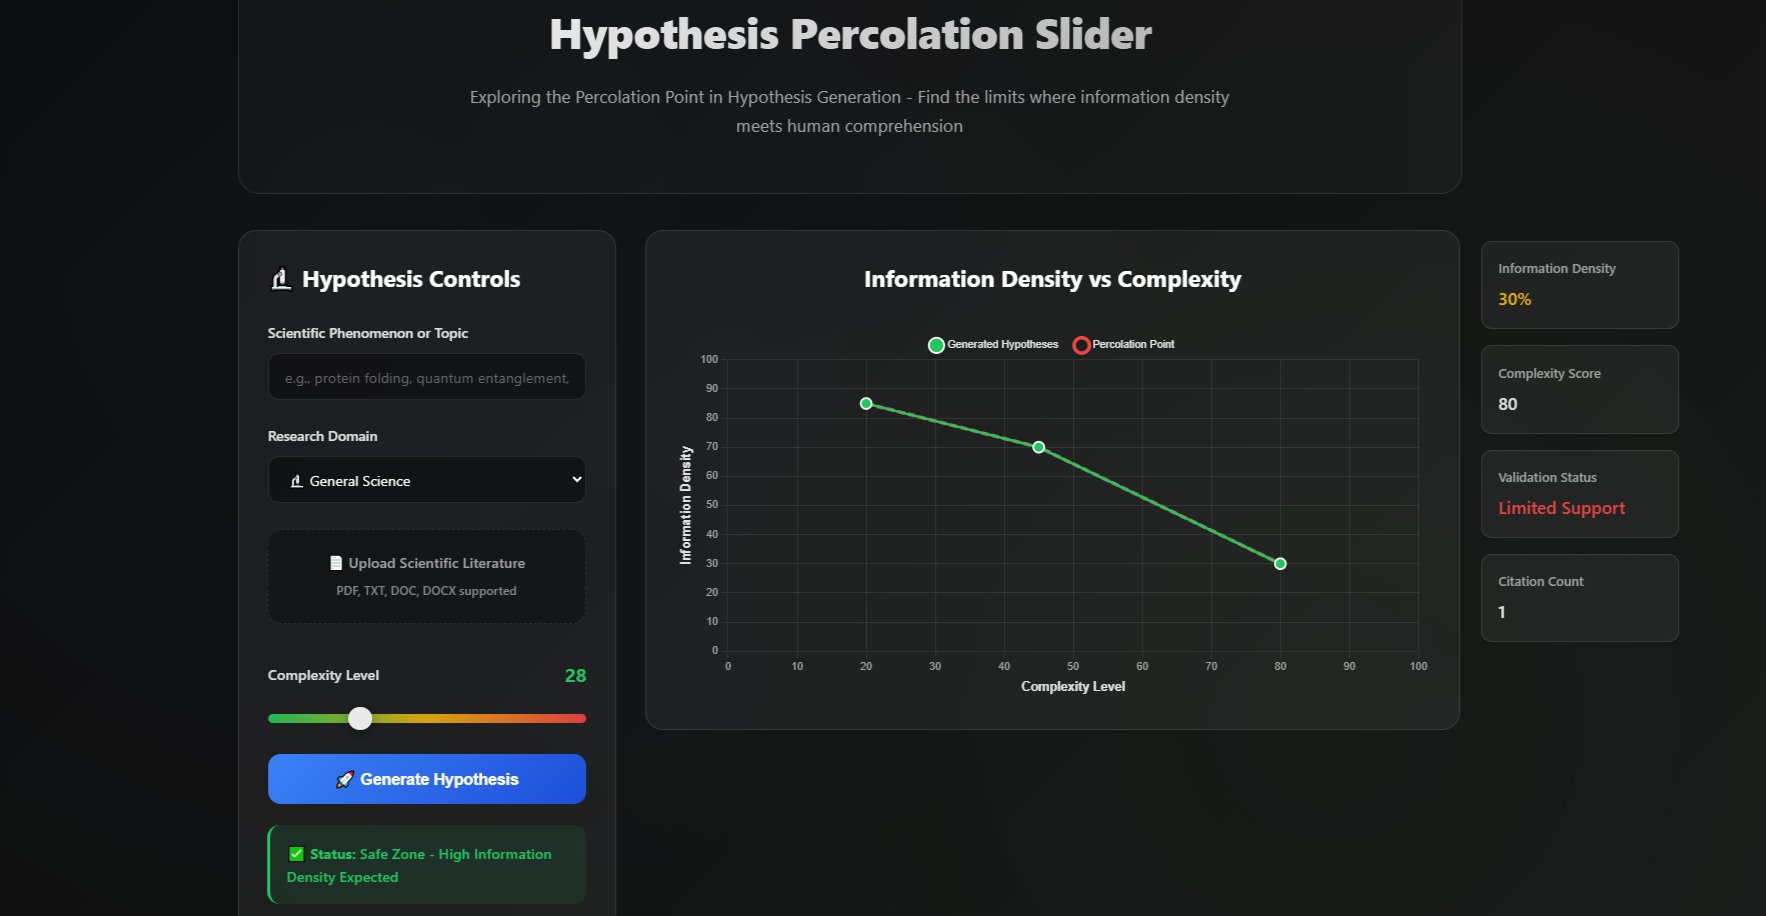 Hypothesis Percolation Slider
Exploring the Percolation Point in Hypothesis Generation - Find the limits where information density
meets human comprehension
Hypothesis Controls
Scientific Phenomenon or Topic
e.g., protein folding, quantum entanglement,
Research Domain
General Science
Upload Scientific Literature
PDF, TXT, DOC, DOCX supported
Complexity Level
28
Generate Hypothesis
Status: Safe Zone - High Information
Density Expected
Information Density vs Complexity
Generated Hypotheses
Percolation Point
100
90
80
70
60
50
40
30
20
10
0
Information Density
0
10
20
30
40
50
60
70
80
90
100
Complexity Level
Information Density
30%
Complexity Score
80
Validation Status
Limited Support
Citation Count
1